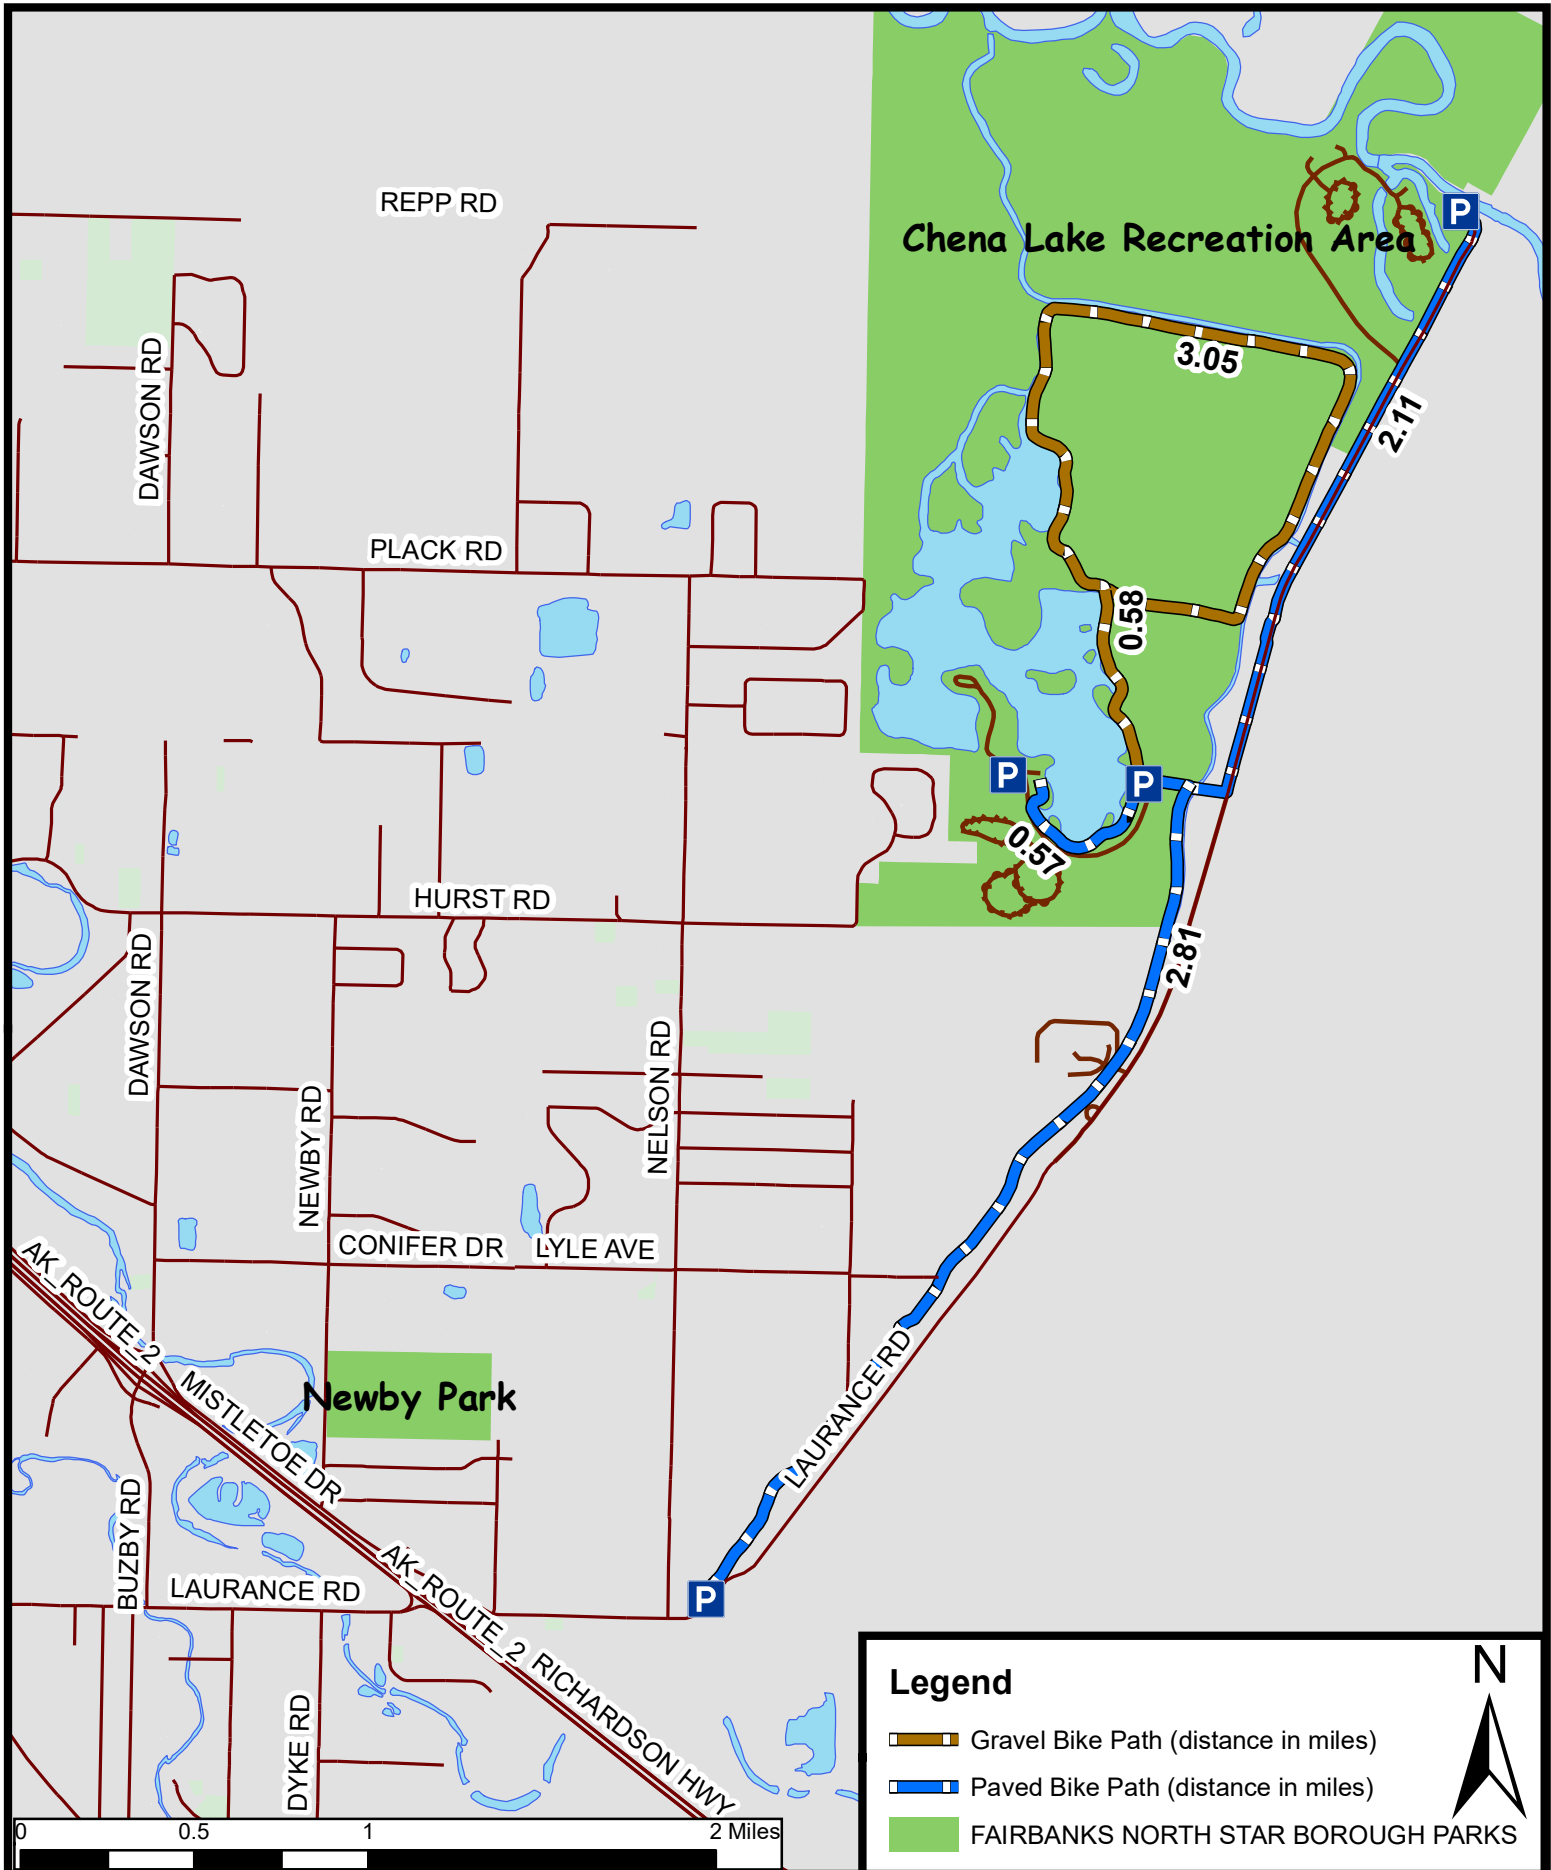 P
REPP RD
Chena Lake Recreation Area
DAWSON RD
3.05
2.11
PLACK RD
0.58
P
P
0.57
HURST RD
DAWSON RD
2.81
NELSON RD
NEWBY RD
CONIFER DR
LYLE AVE
AK_ROUTE_2
LAURANCE RD
MISTLETOE DR
Newby Park
BUZBY RD
AK_ROUTE_2
LAURANCE RD
P
RICHARDSON HWY
DYKE RD
N
Legend
Gravel Bike Path (distance in miles)
Paved Bike Path (distance in miles)
FAIRBANKS NORTH STAR BOROUGH PARKS
0 0.5 1 2 Miles